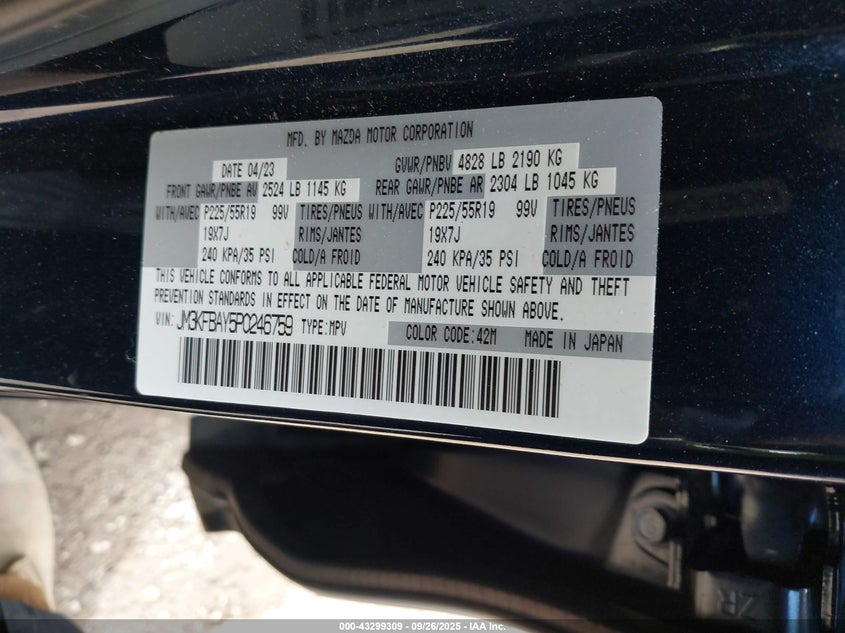 MFD. BY MAZDA MOTOR CORPORATION
DATE 04/23 GVWR/PNBV 4828 LB 2190 KG
FRONT GAWR/PNBE AV 2524 LB 1145 KG REAR GAWR/PNBE AR 2304 LB 1045 KG
WITH/AVEC P225/55R19 99V TIRES/PNEUS WITH/AVEC P225/55R19 99V TIRES/PNEUS
19X7J RIMS/JANTES 19X7J RIMS/JANTES
240 KPA/35 PSI COLD/A FROID 240 KPA/35 PSI COLD/A FROID
THIS VEHICLE CONFORMS TO ALL APPLICABLE FEDERAL MOTOR VEHICLE SAFETY AND THEFT
PREVENTION STANDARDS IN EFFECT ON THE DATE OF MANUFACTURE SHOWN ABOVE.
VIN: JM3KFBAY5P0246759 TYPE:MPV COLOR CODE:42M MADE IN JAPAN
ZR
000-43299309 - 09/26/2025 - IAA Inc.